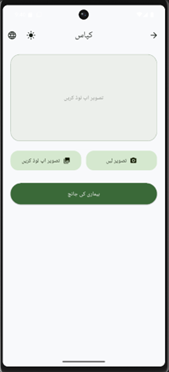 کپاس
تصویر اپ لوڈ کریں
تصویر لیں
تصویر اپ لوڈ کریں
بیماری کی جانچ